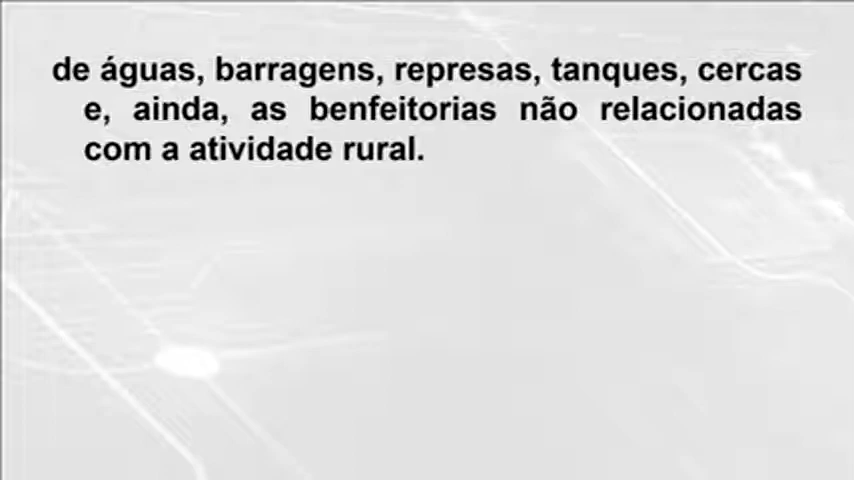 de águas, barragens, represas, tanques, cercas
e, ainda, as benfeitorias não relacionadas
com a atividade rural.